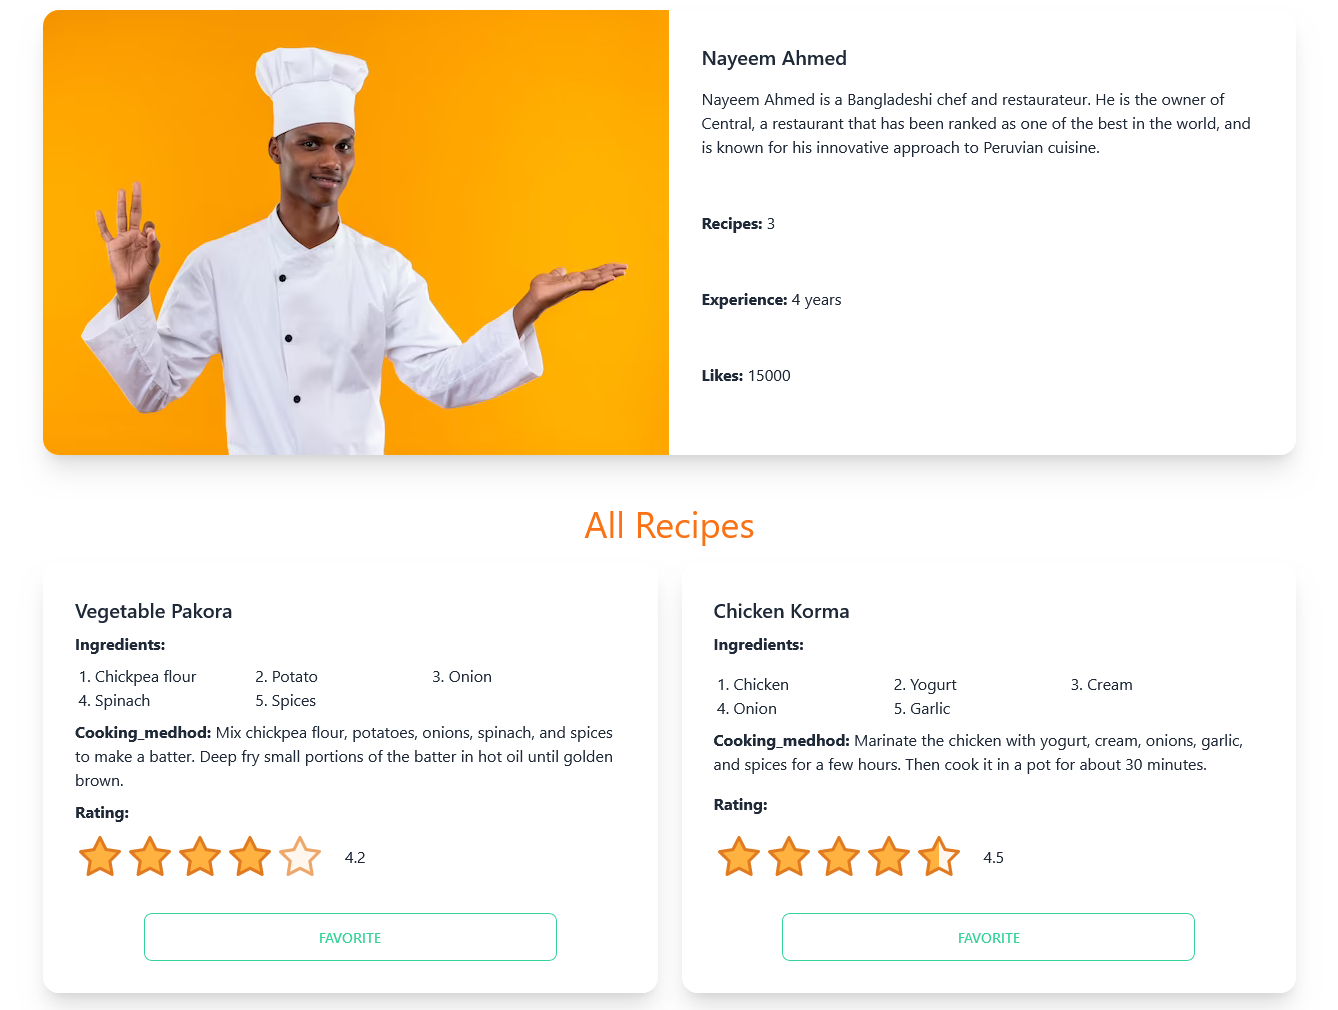 Nayeem Ahmed
Nayeem Ahmed is a Bangladeshi chef and restaurateur. He is the owner of
Central, a restaurant that has been ranked as one of the best in the world, and
is known for his innovative approach to Peruvian cuisine.
Recipes: 3
Experience: 4 years
Likes: 15000
All Recipes
Vegetable Pakora
Ingredients:
1. Chickpea flour 2. Potato 3. Onion
4. Spinach 5. Spices
Cooking_medhod: Mix chickpea flour, potatoes, onions, spinach, and spices
to make a batter. Deep fry small portions of the batter in hot oil until golden
brown.
Rating:
4.2
FAVORITE
Chicken Korma
Ingredients:
1. Chicken 2. Yogurt 3. Cream
4. Onion 5. Garlic
Cooking_medhod: Marinate the chicken with yogurt, cream, onions, garlic,
and spices for a few hours. Then cook it in a pot for about 30 minutes.
Rating:
4.5
FAVORITE